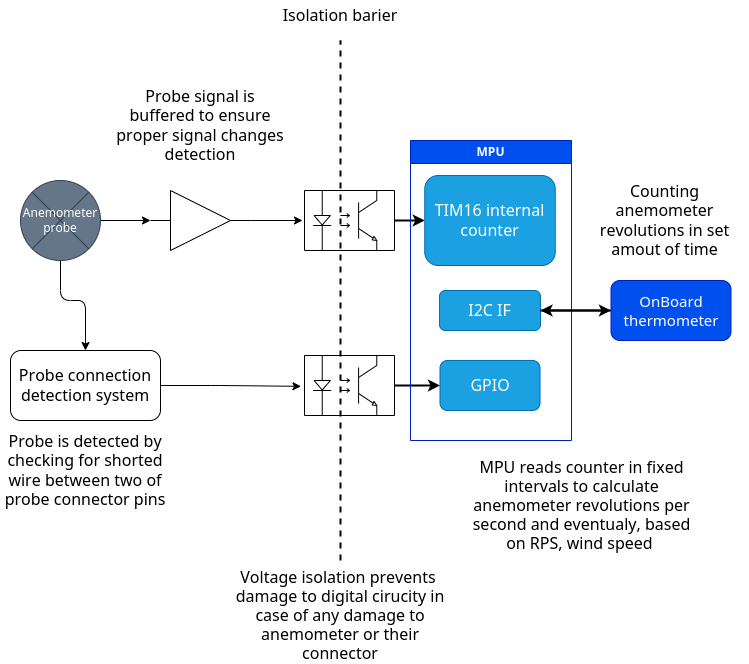 Isolation barier
Probe signal is
buffered to ensure
proper signal changes
detection
MPU
Anemometer
probe
TIM16 internal
counter
Counting
anemometer
revolutions in set
amout of time
I2C IF
OnBoard
thermometer
Probe connection
detection system
GPIO
Probe is detected by
checking for shorted
wire between two of
probe connector pins
MPU reads counter in fixed
intervals to calculate
anemometer revolutions per
second and eventualy, based
on RPS, wind speed
Voltage isolation prevents
damage to digital cirucity in
case of any damage to
anemometer or their
connector